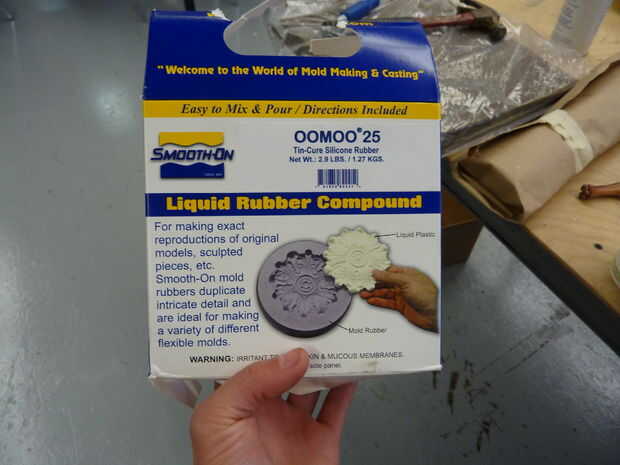 .com
"Welcome to the World of Mold Making & Casting"
Easy to Mix & Pour / Directions Included
SMOOTH-ON
OOMOO® 25
Tin-Cure Silicone Rubber
Net Wt.: 2.9 LBS. / 1.27 KGS.
Liquid Rubber Compound
For making exact
reproductions of original
models, sculpted
pieces, etc.
Smooth-On mold
rubbers duplicate
intricate detail and
are ideal for making
a variety of different
flexible molds.
Liquid Plastic
Mold Rubber
WARNING: IRRITANT & MUCOUS MEMBRANES.
panel.